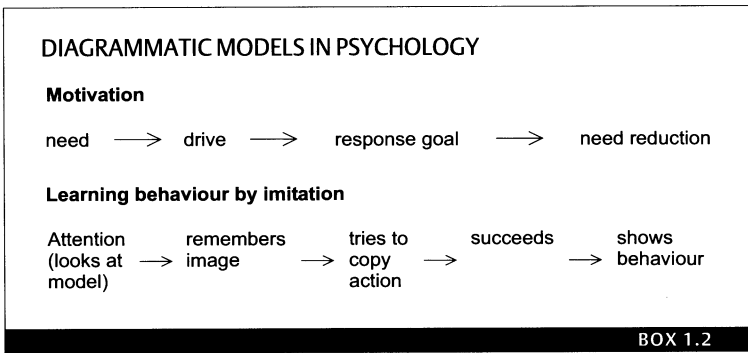 DIAGRAMMATIC MODELS IN PSYCHOLOGY
Motivation
need → drive → response goal → need reduction
Learning behaviour by imitation
Attention remembers tries to succeeds shows
(looks at → image → copy → → behaviour
model) action
BOX 1.2